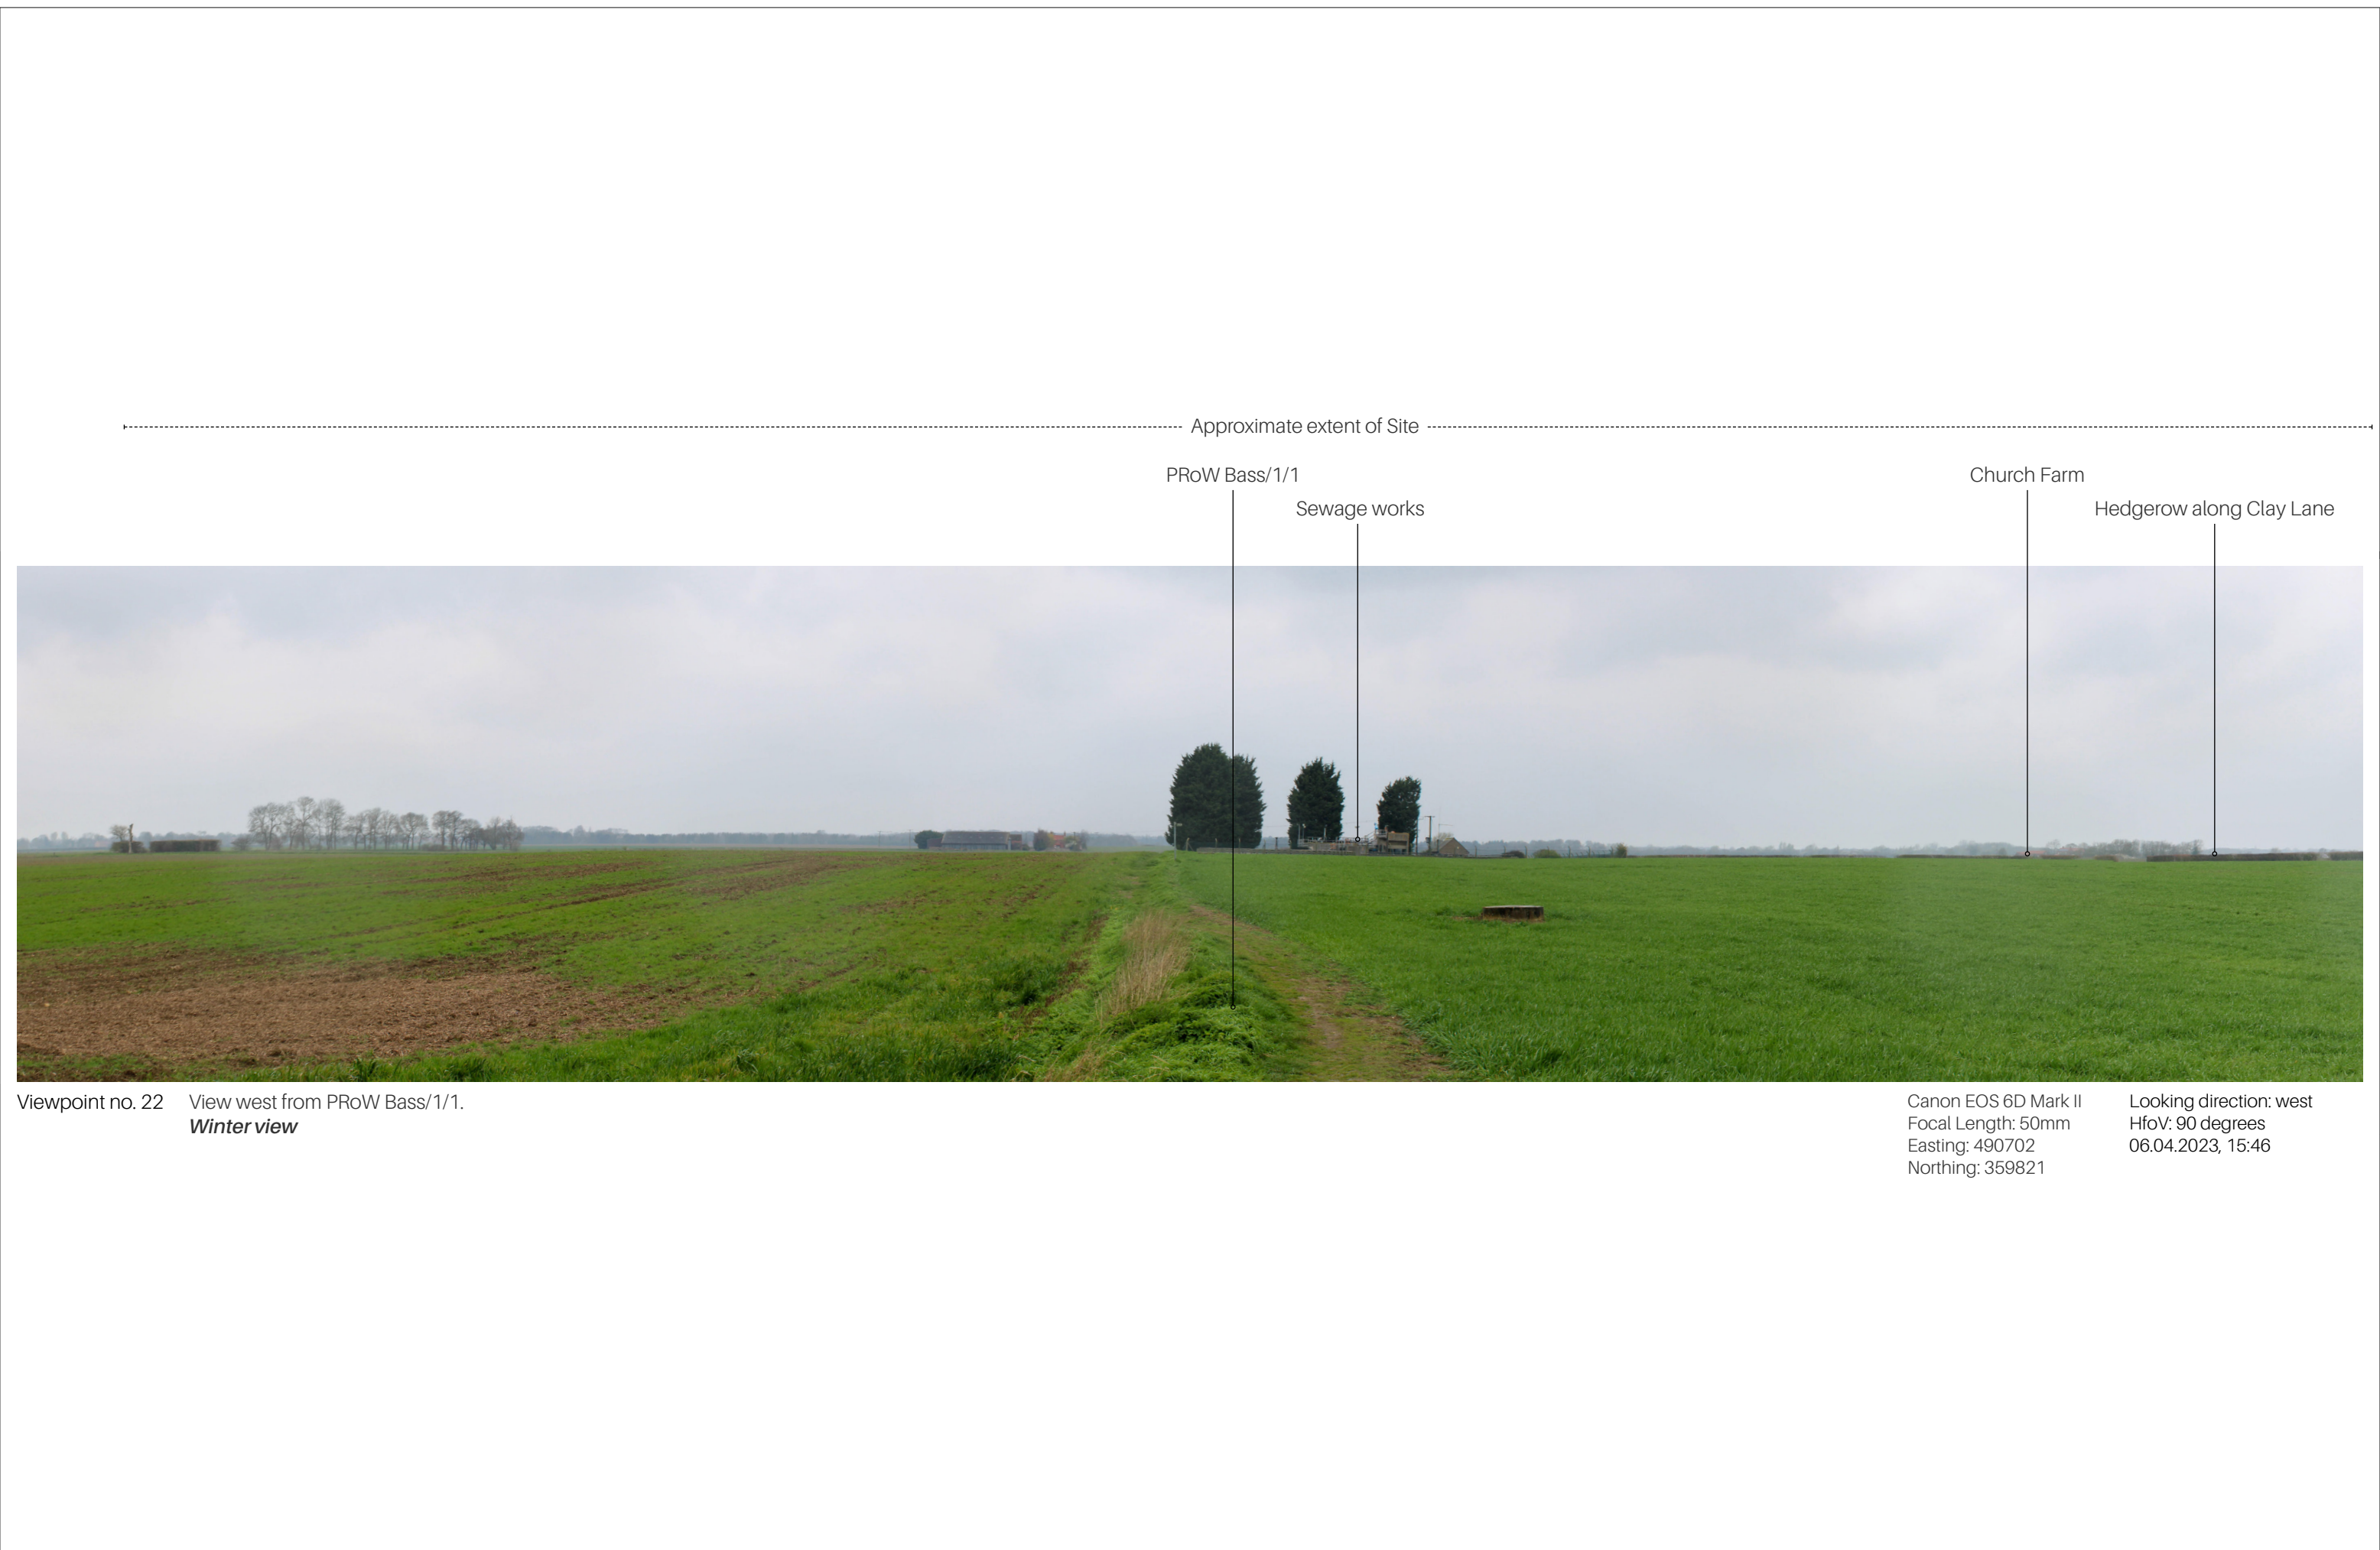 Approximate extent of Site
PRoW Bass/1/1
Church Farm
Sewage works
Hedgerow along Clay Lane
Viewpoint no. 22
View west from PRoW Bass/1/1.
Winter view
Canon EOS 6D Mark II
Focal Length: 50mm
Easting: 490702
Northing: 359821
Looking direction: west
HfoV: 90 degrees
06.04.2023, 15:46